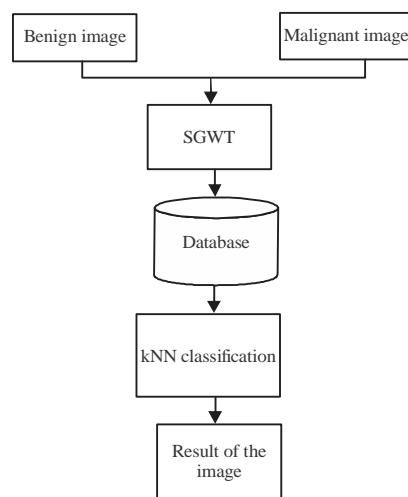 Benign image
Malignant image
SGWT
Database
kNN classification
Result of the
image